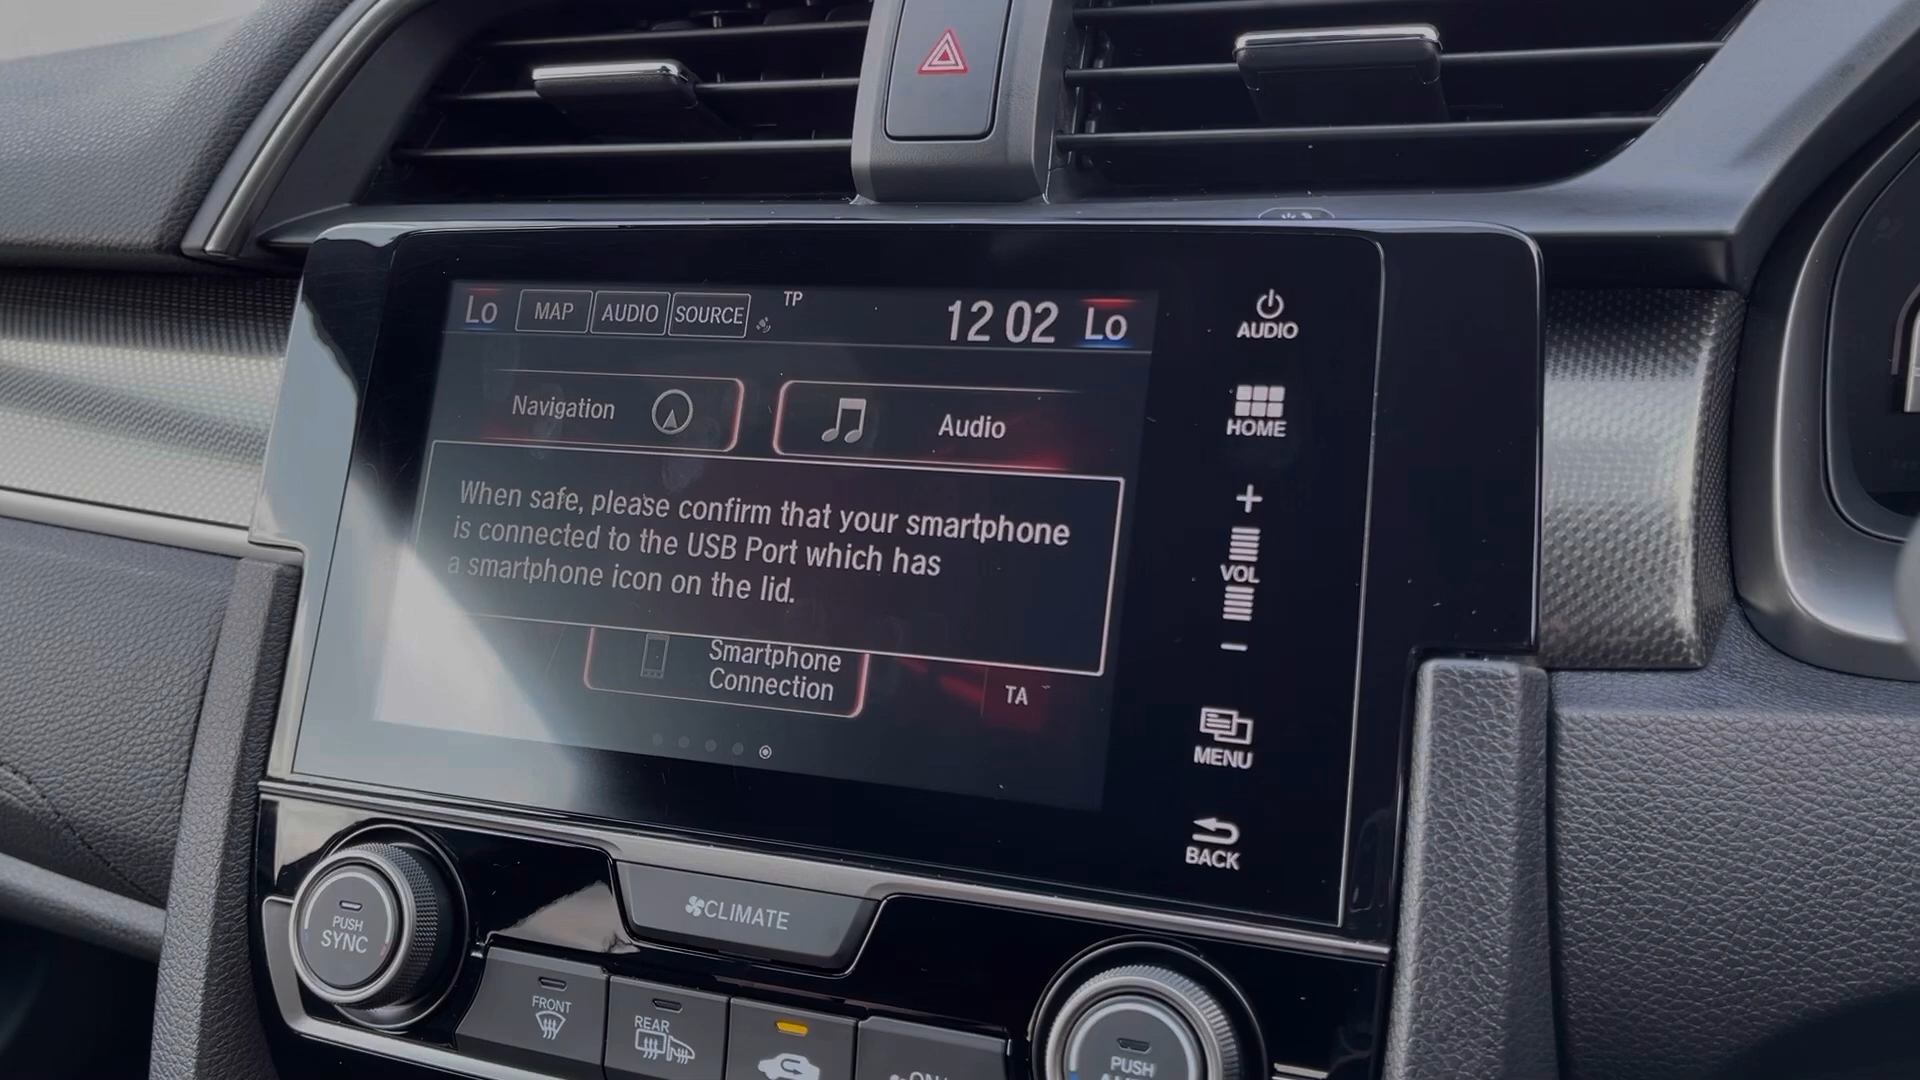 Lo MAP AUDIO SOURCE TP 12 02 Lo
Navigation
Audio
When safe, please confirm that your smartphone
is connected to the USB Port which has
a smartphone icon on the lid.
Smartphone
Connection
TA
AUDIO
HOME
+
VOL
−
MENU
BACK
CLIMATE
PUSH
SYNC
FRONT
REAR
PUSH